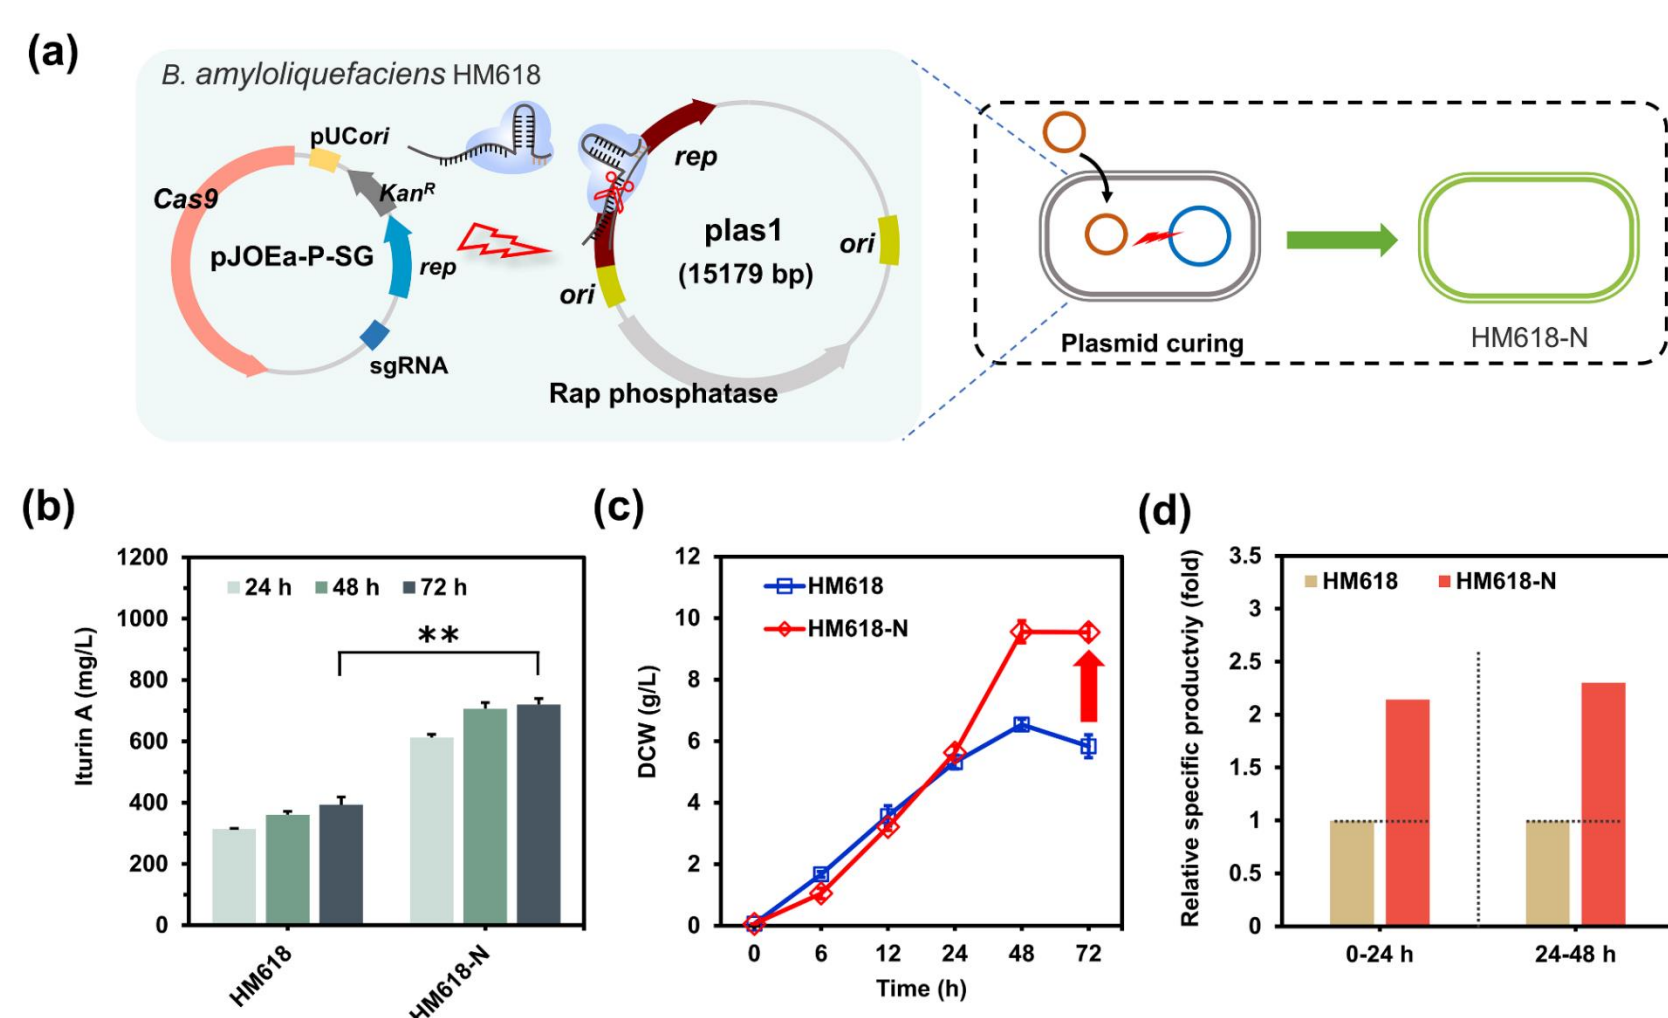 (a)
B. amyloliquefaciens HM618
pUCori
Cas9
KanR
pJOEa-P-SG
rep
sgRNA
rep
plas1
(15179 bp)
ori
ori
Rap phosphatase
Plasmid curing
HM618-N
(b)
Iturin A (mg/L)
1200
1000
800
600
400
200
0
24 h
48 h
72 h
**
HM618
HM618-N
(c)
DCW (g/L)
12
10
8
6
4
2
0
HM618
HM618-N
0 6 12 24 48 72
Time (h)
(d)
Relative specific productviy (fold)
3.5
3
2.5
2
1.5
1
0.5
0
HM618
HM618-N
0-24 h
24-48 h